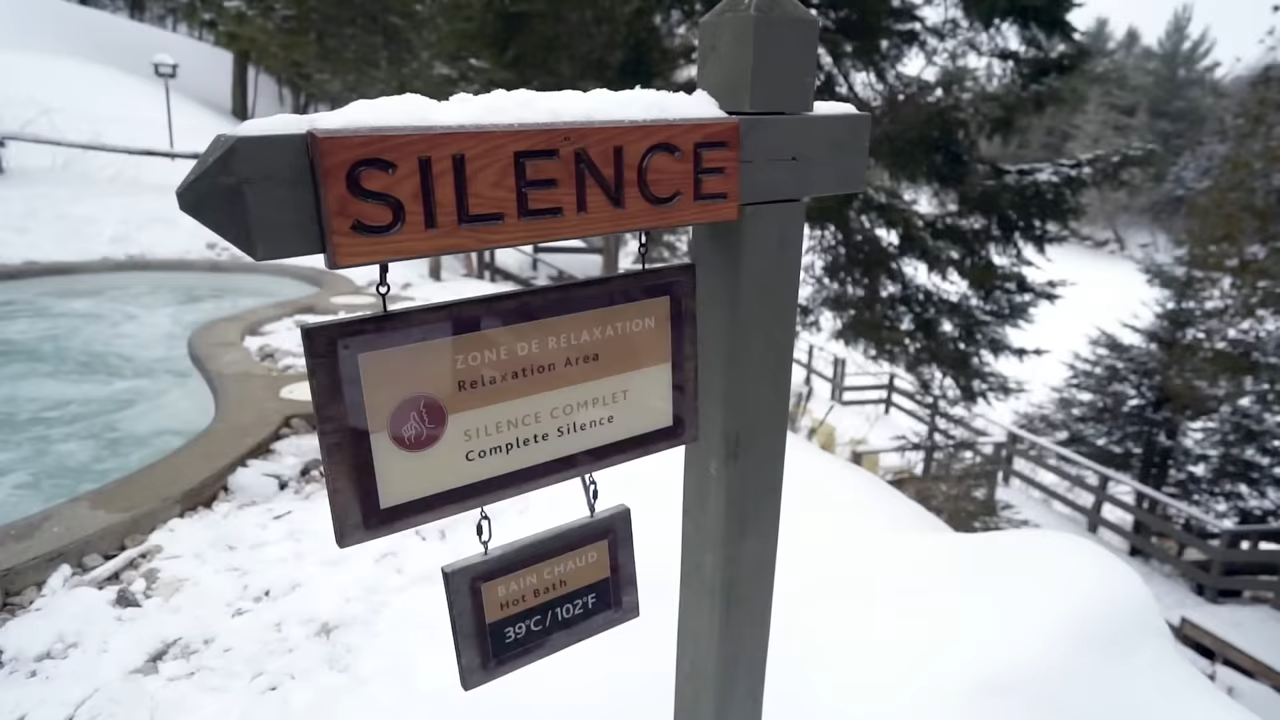 SILENCE
ZONE DE RELAXATION
Relaxation Area
SILENCE COMPLET
Complete Silence
BAIN CHAUD
Hot Bath
39°C / 102°F